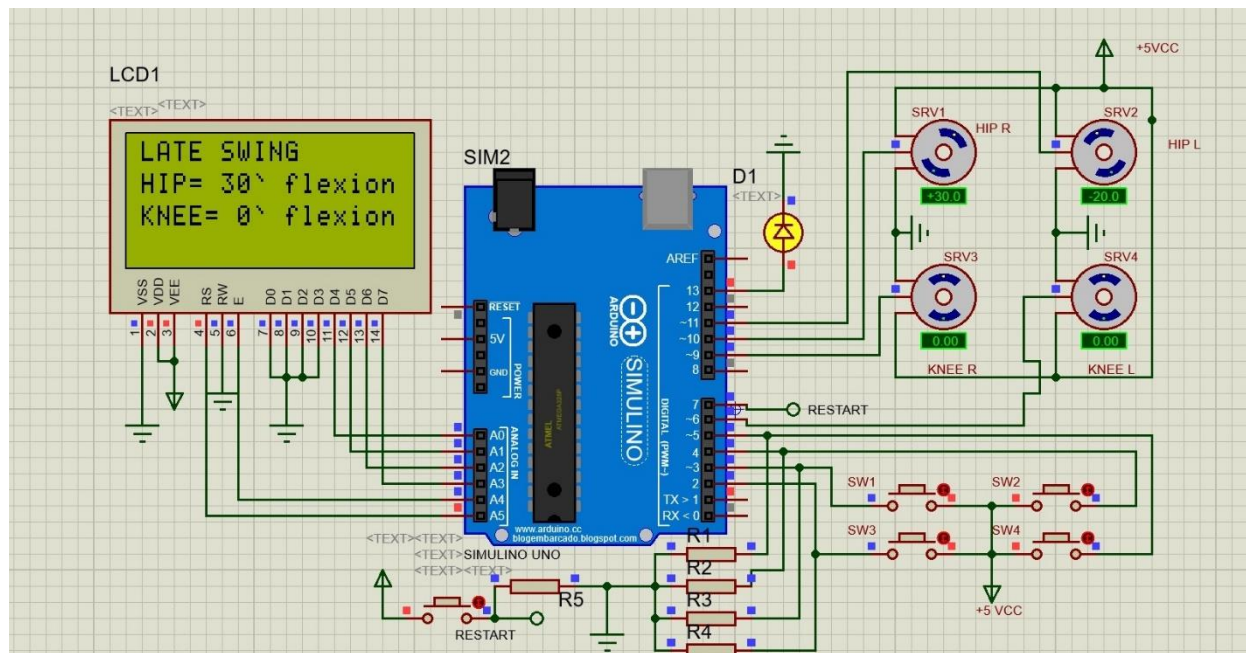 LCD1
<TEXT>
<TEXT>
LATE SWING
HIP= 30` flexion
KNEE= 0` flexion
VSS
VDD
VEE
RS
RW
E
D0
D1
D2
D3
D4
D5
D6
D7
1
2
3
4
5
6
7
8
9
10
11
12
13
14
SIM2
D1
<TEXT>
AREF
13
12
~11
~10
~9
8
7
~6
~5
4
~3
2
TX > 1
RX < 0
DIGITAL (PWM~)
RESET
5V
GND
POWER
A0
A1
A2
A3
A4
A5
ANALOG IN
ATMEL
ARDUINO
SIMULINO
www.arduino.cc
blogembarcado.blogspot.com
<TEXT><TEXT>
<TEXT>
SIMULINO UNO
<TEXT><TEXT>
+5VCC
SRV1
HIP R
+30.0
SRV2
HIP L
-20.0
SRV3
0.00
KNEE R
SRV4
0.00
KNEE L
RESTART
SW1
SW2
SW3
SW4
+5 VCC
R1
R2
R3
R4
R5
RESTART